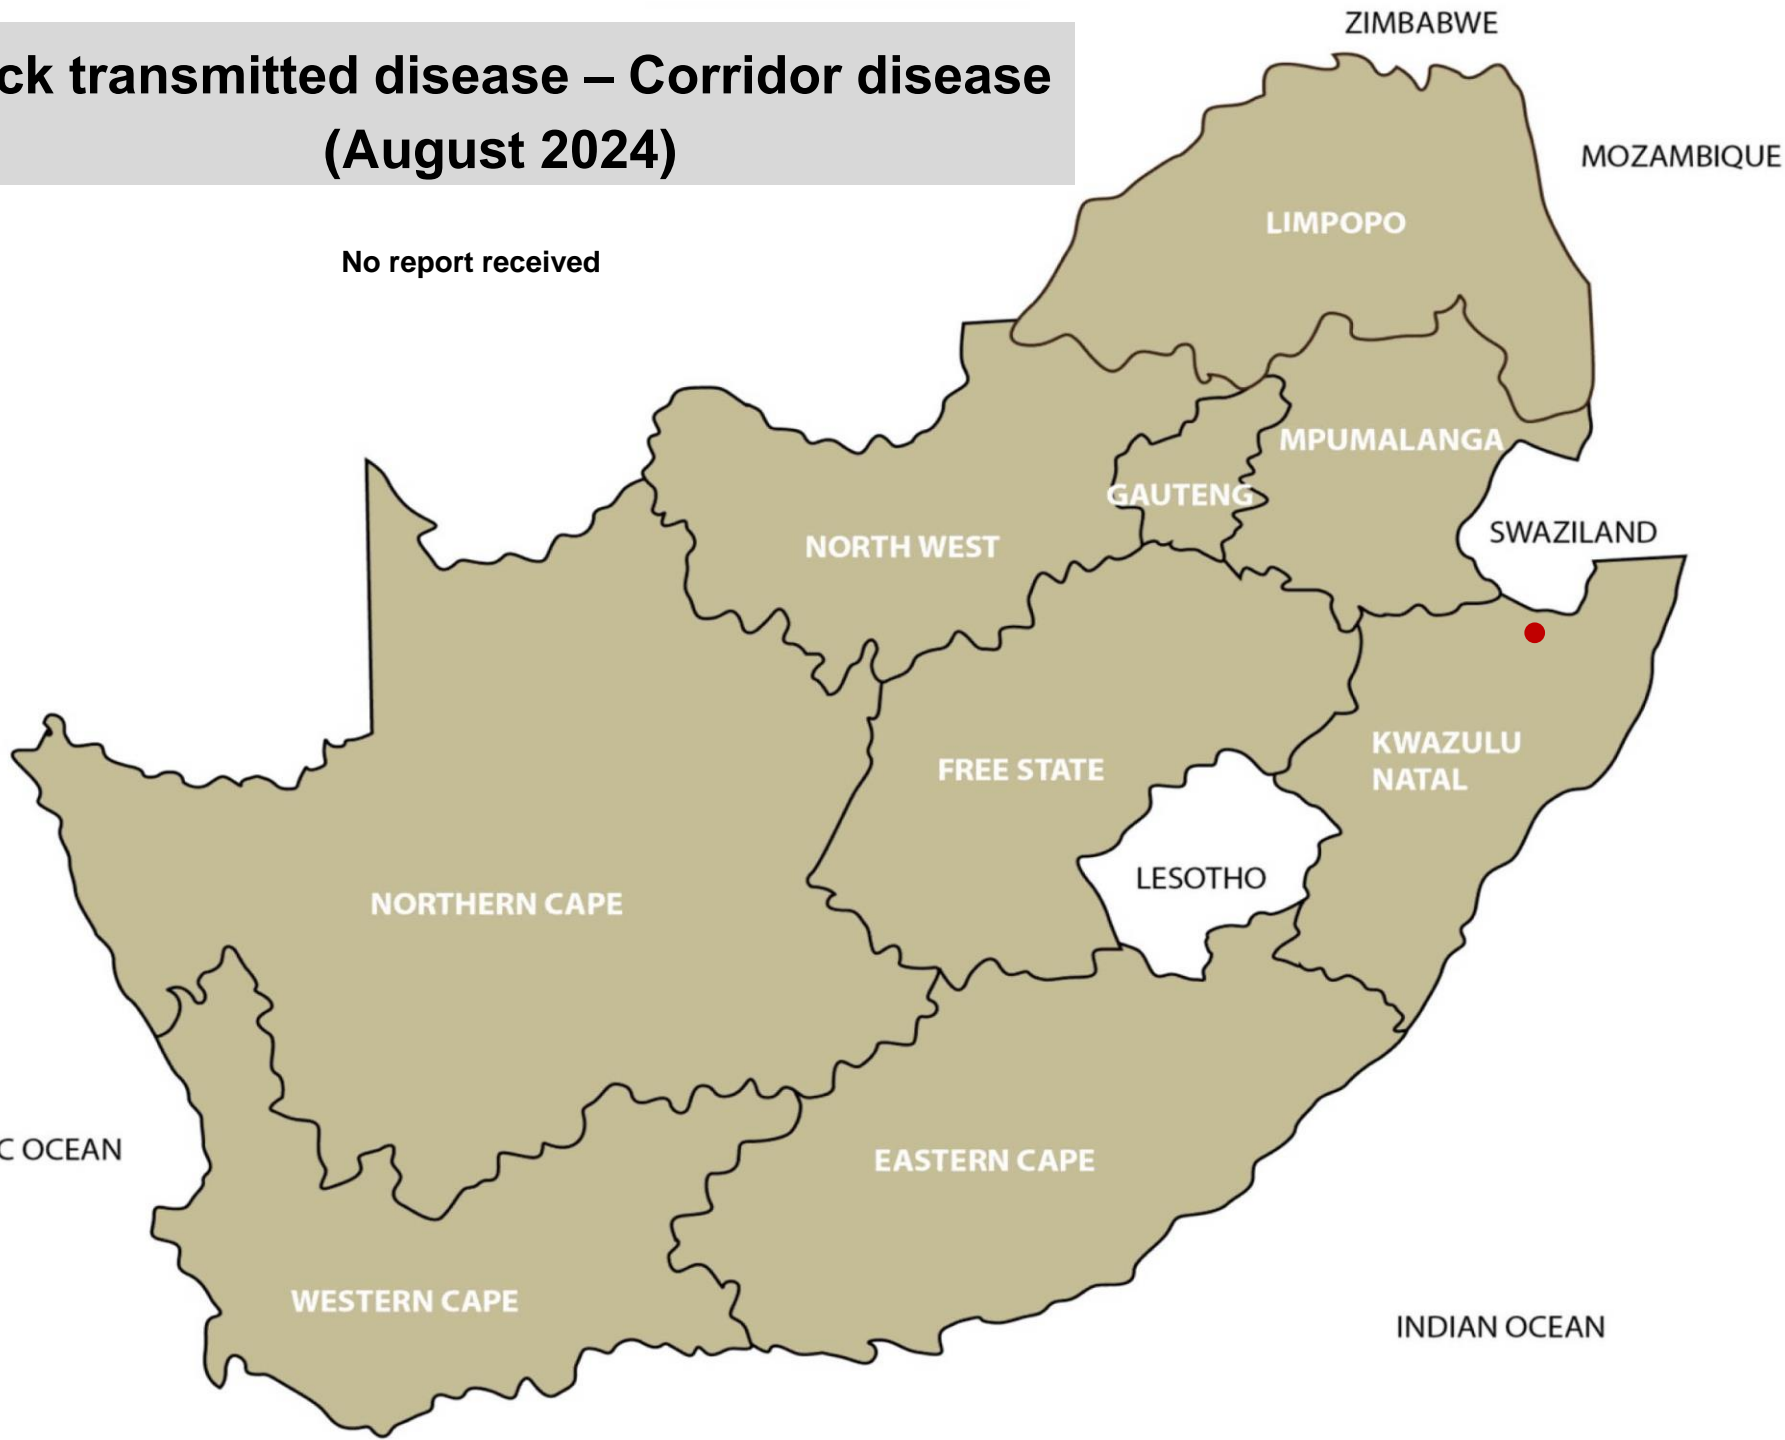 ck transmitted disease – Corridor disease
(August 2024)
No report received
ZIMBABWE
MOZAMBIQUE
LIMPOPO
MPUMALANGA
GAUTENG
SWAZILAND
NORTH WEST
KWAZULU
NATAL
FREE STATE
LESOTHO
NORTHERN CAPE
C OCEAN
EASTERN CAPE
WESTERN CAPE
INDIAN OCEAN